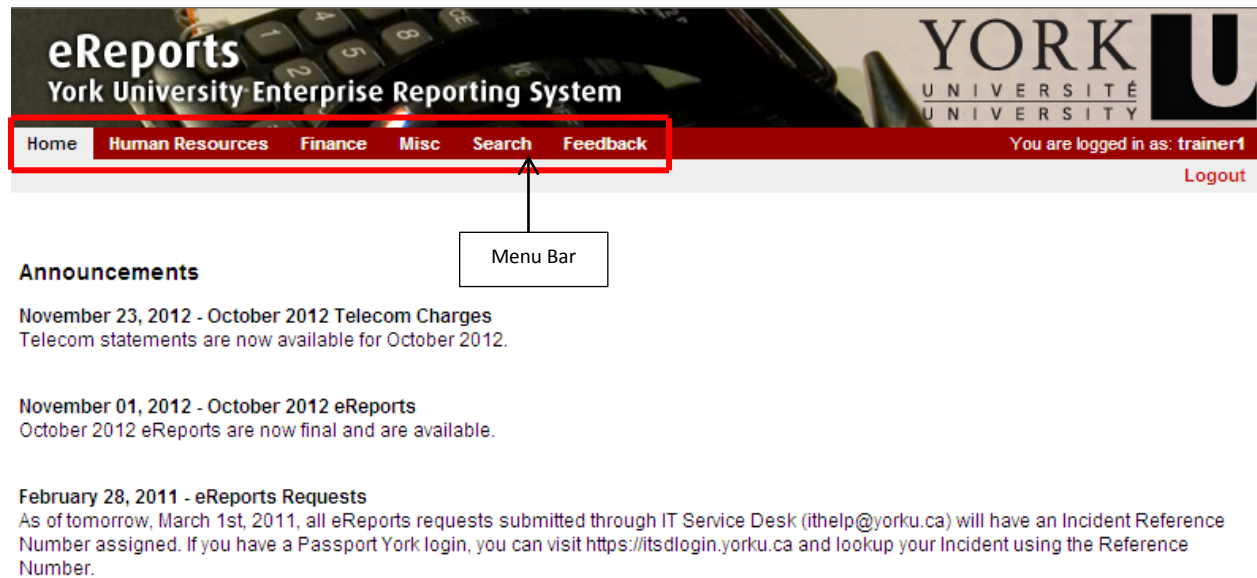 eReports
York University Enterprise Reporting System
YORK U
UNIVERSITÉ
UNIVERSITY
Home Human Resources Finance Misc Search Feedback You are logged in as: trainer1
Logout
Menu Bar
Announcements
November 23, 2012 - October 2012 Telecom Charges
Telecom statements are now available for October 2012.
November 01, 2012 - October 2012 eReports
October 2012 eReports are now final and are available.
February 28, 2011 - eReports Requests
As of tomorrow, March 1st, 2011, all eReports requests submitted through IT Service Desk (ithelp@yorku.ca) will have an Incident Reference
Number assigned. If you have a Passport York login, you can visit https://itsdlogin.yorku.ca and lookup your Incident using the Reference
Number.